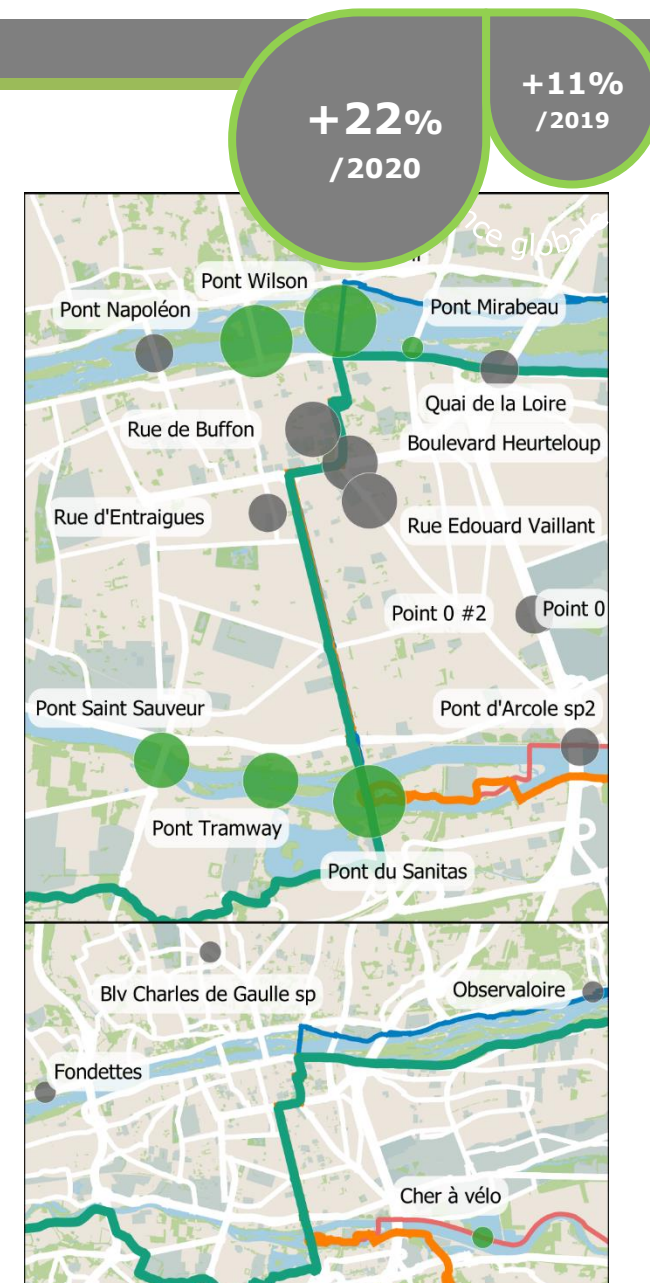 +22%
/2020
+11%
/2019
globale
Pont Wilson
Pont Napoléon
Pont Mirabeau
Quai de la Loire
Rue de Buffon
Boulevard Heurteloup
Rue d'Entraigues
Rue Edouard Vaillant
Point 0 #2
Point 0
Pont Saint Sauveur
Pont d'Arcole sp2
Pont Tramway
Pont du Sanitas
Blv Charles de Gaulle sp
Observaloire
Fondettes
Cher à vélo